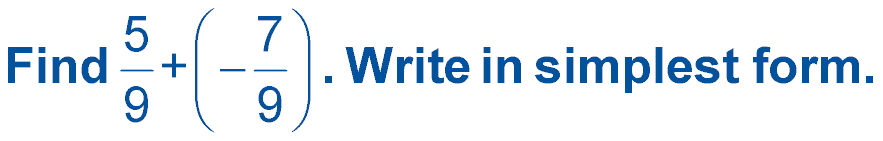 Find 5/9 + (−7/9). Write in simplest form.